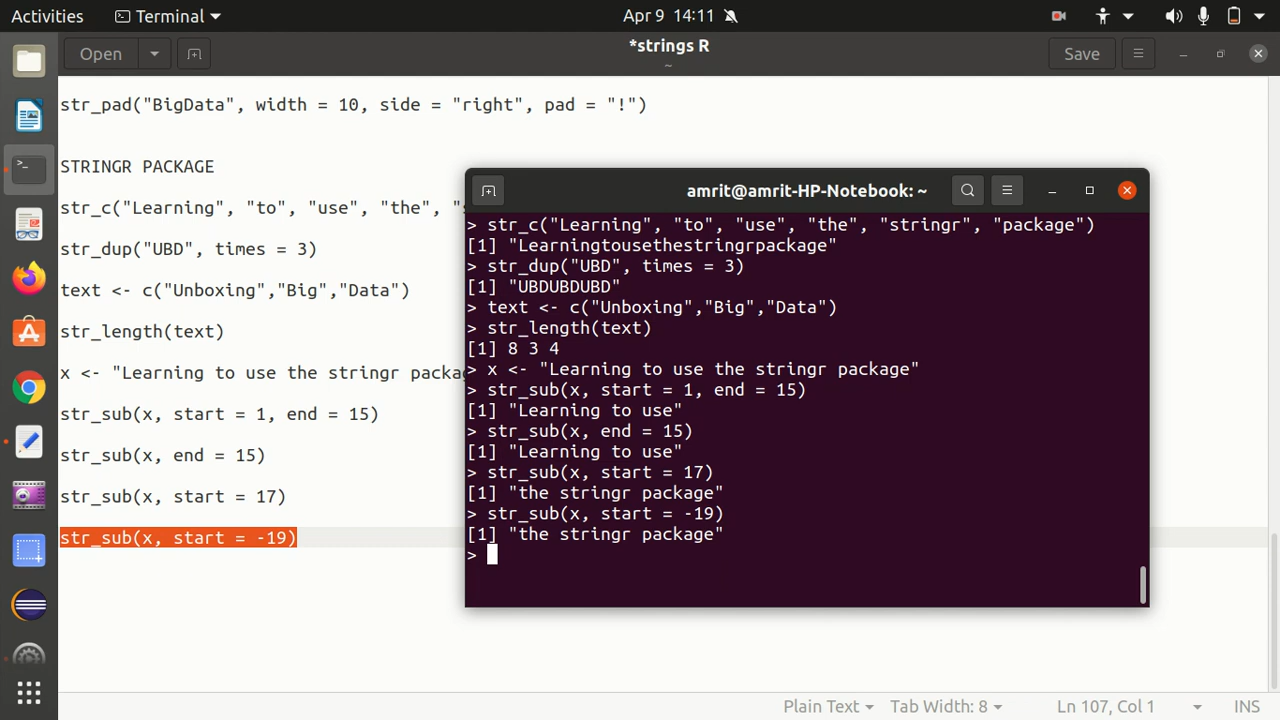 Activities
Terminal
Apr 9 14:11
Open
*strings R
~
Save
str_pad("BigData", width = 10, side = "right", pad = "!")
STRINGR PACKAGE
str_c("Learning", "to", "use", "the", "
str_dup("UBD", times = 3)
text <- c("Unboxing","Big","Data")
str_length(text)
x <- "Learning to use the stringr packag
str_sub(x, start = 1, end = 15)
str_sub(x, end = 15)
str_sub(x, start = 17)
str_sub(x, start = -19)
amrit@amrit-HP-Notebook: ~
> str_c("Learning", "to", "use", "the", "stringr", "package")
[1] "Learningtousethestringrpackage"
> str_dup("UBD", times = 3)
[1] "UBDUBDUBD"
> text <- c("Unboxing","Big","Data")
> str_length(text)
[1] 8 3 4
> x <- "Learning to use the stringr package"
> str_sub(x, start = 1, end = 15)
[1] "Learning to use"
> str_sub(x, end = 15)
[1] "Learning to use"
> str_sub(x, start = 17)
[1] "the stringr package"
> str_sub(x, start = -19)
[1] "the stringr package"
>
Plain Text
Tab Width: 8
Ln 107, Col 1
INS